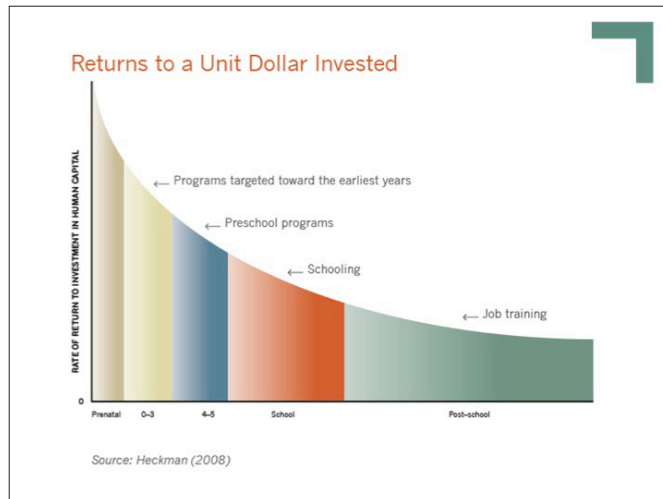 Returns to a Unit Dollar Invested
RATE OF RETURN TO INVESTMENT IN HUMAN CAPITAL
← Programs targeted toward the earliest years
← Preschool programs
← Schooling
← Job training
0
Prenatal 0–3 4–5 School Post-school
Source: Heckman (2008)